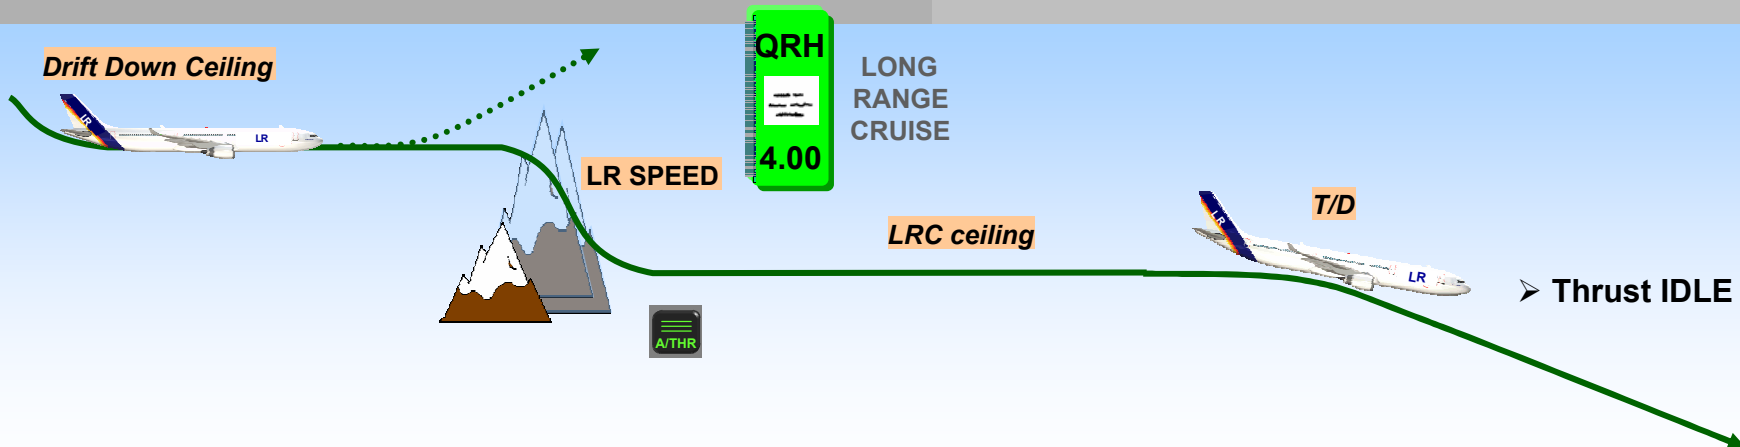 Drift Down Ceiling
LR
LR
QRH
4.00
LONG
RANGE
CRUISE
LR SPEED
A/THR
LRC ceiling
LR
LR
T/D
➢ Thrust IDLE